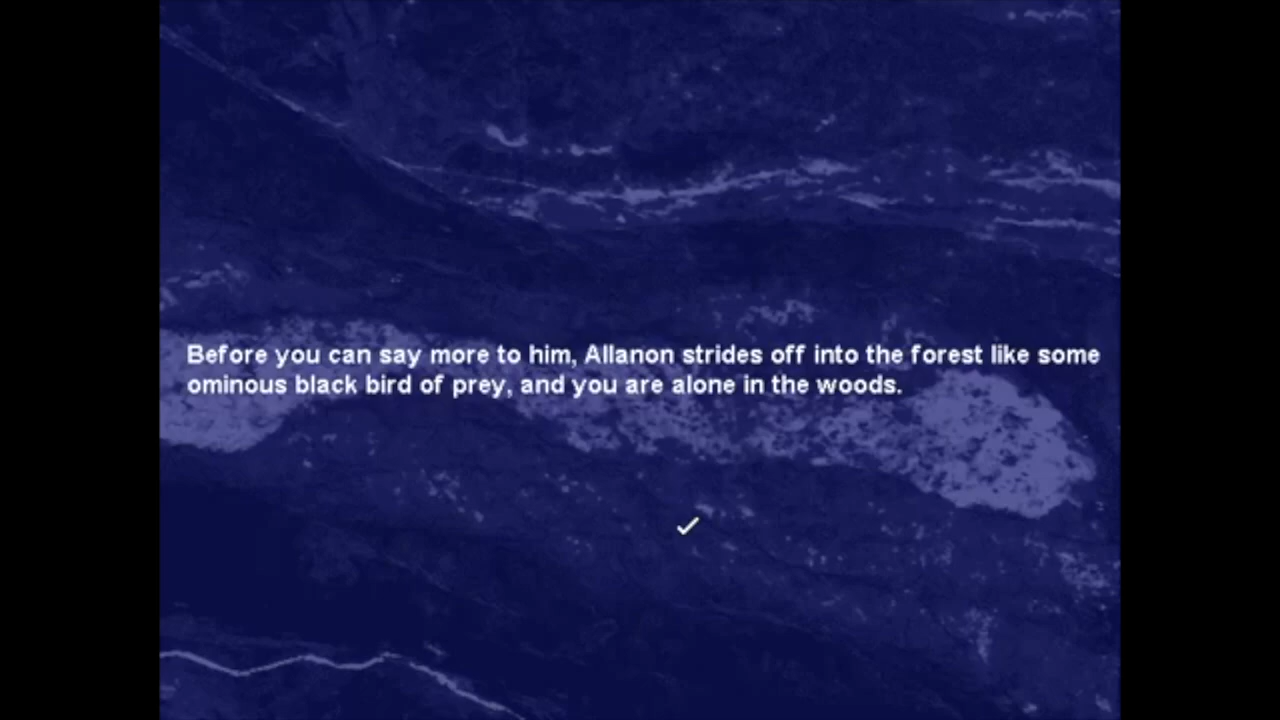 Before you can say more to him, Allanon strides off into the forest like some
ominous black bird of prey, and you are alone in the woods.